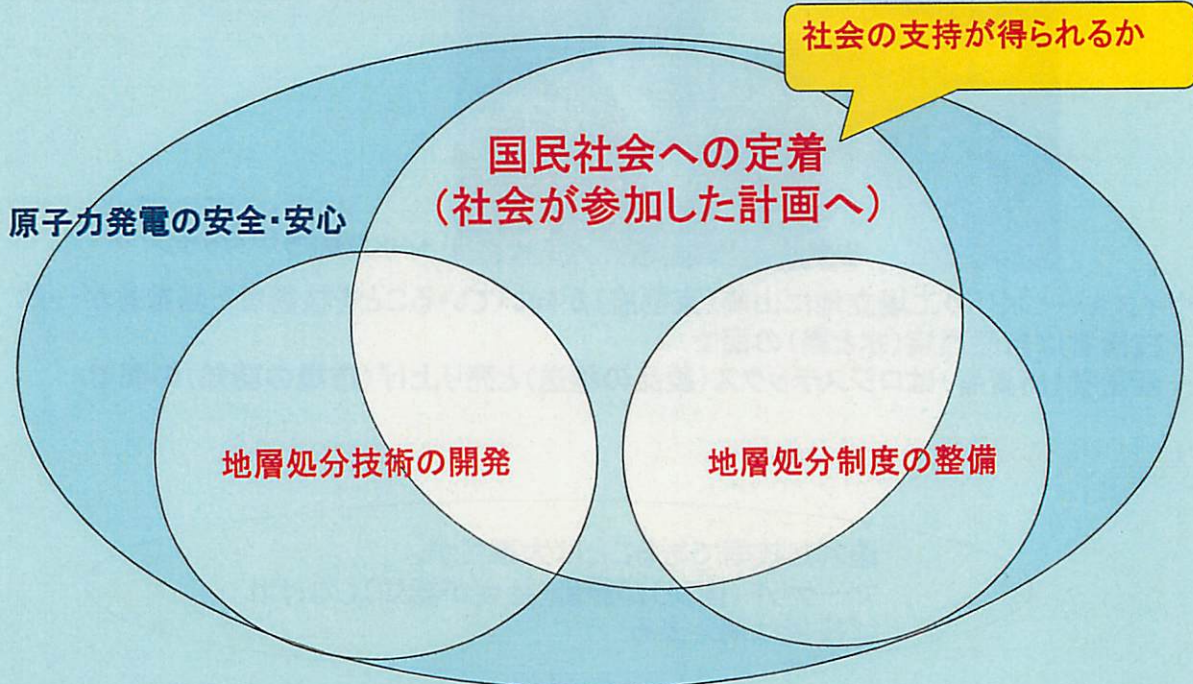 社会の支持が得られるか
国民社会への定着
(社会が参加した計画へ)
原子力発電の安全・安心
地層処分技術の開発
地層処分制度の整備